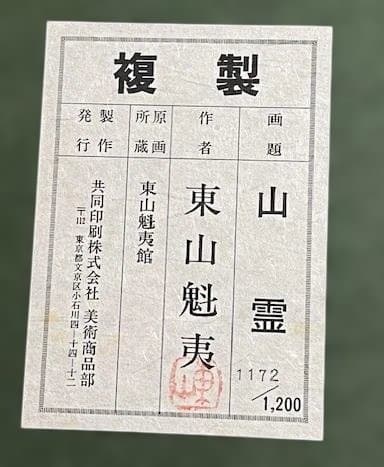 複製
画題
山霊
1172/1,200
作者
東山魁夷
原画
所蔵
東山魁夷館
製作
発行
共同印刷株式会社 美術商品部
〒112 東京都文京区小石川四―十四―十二